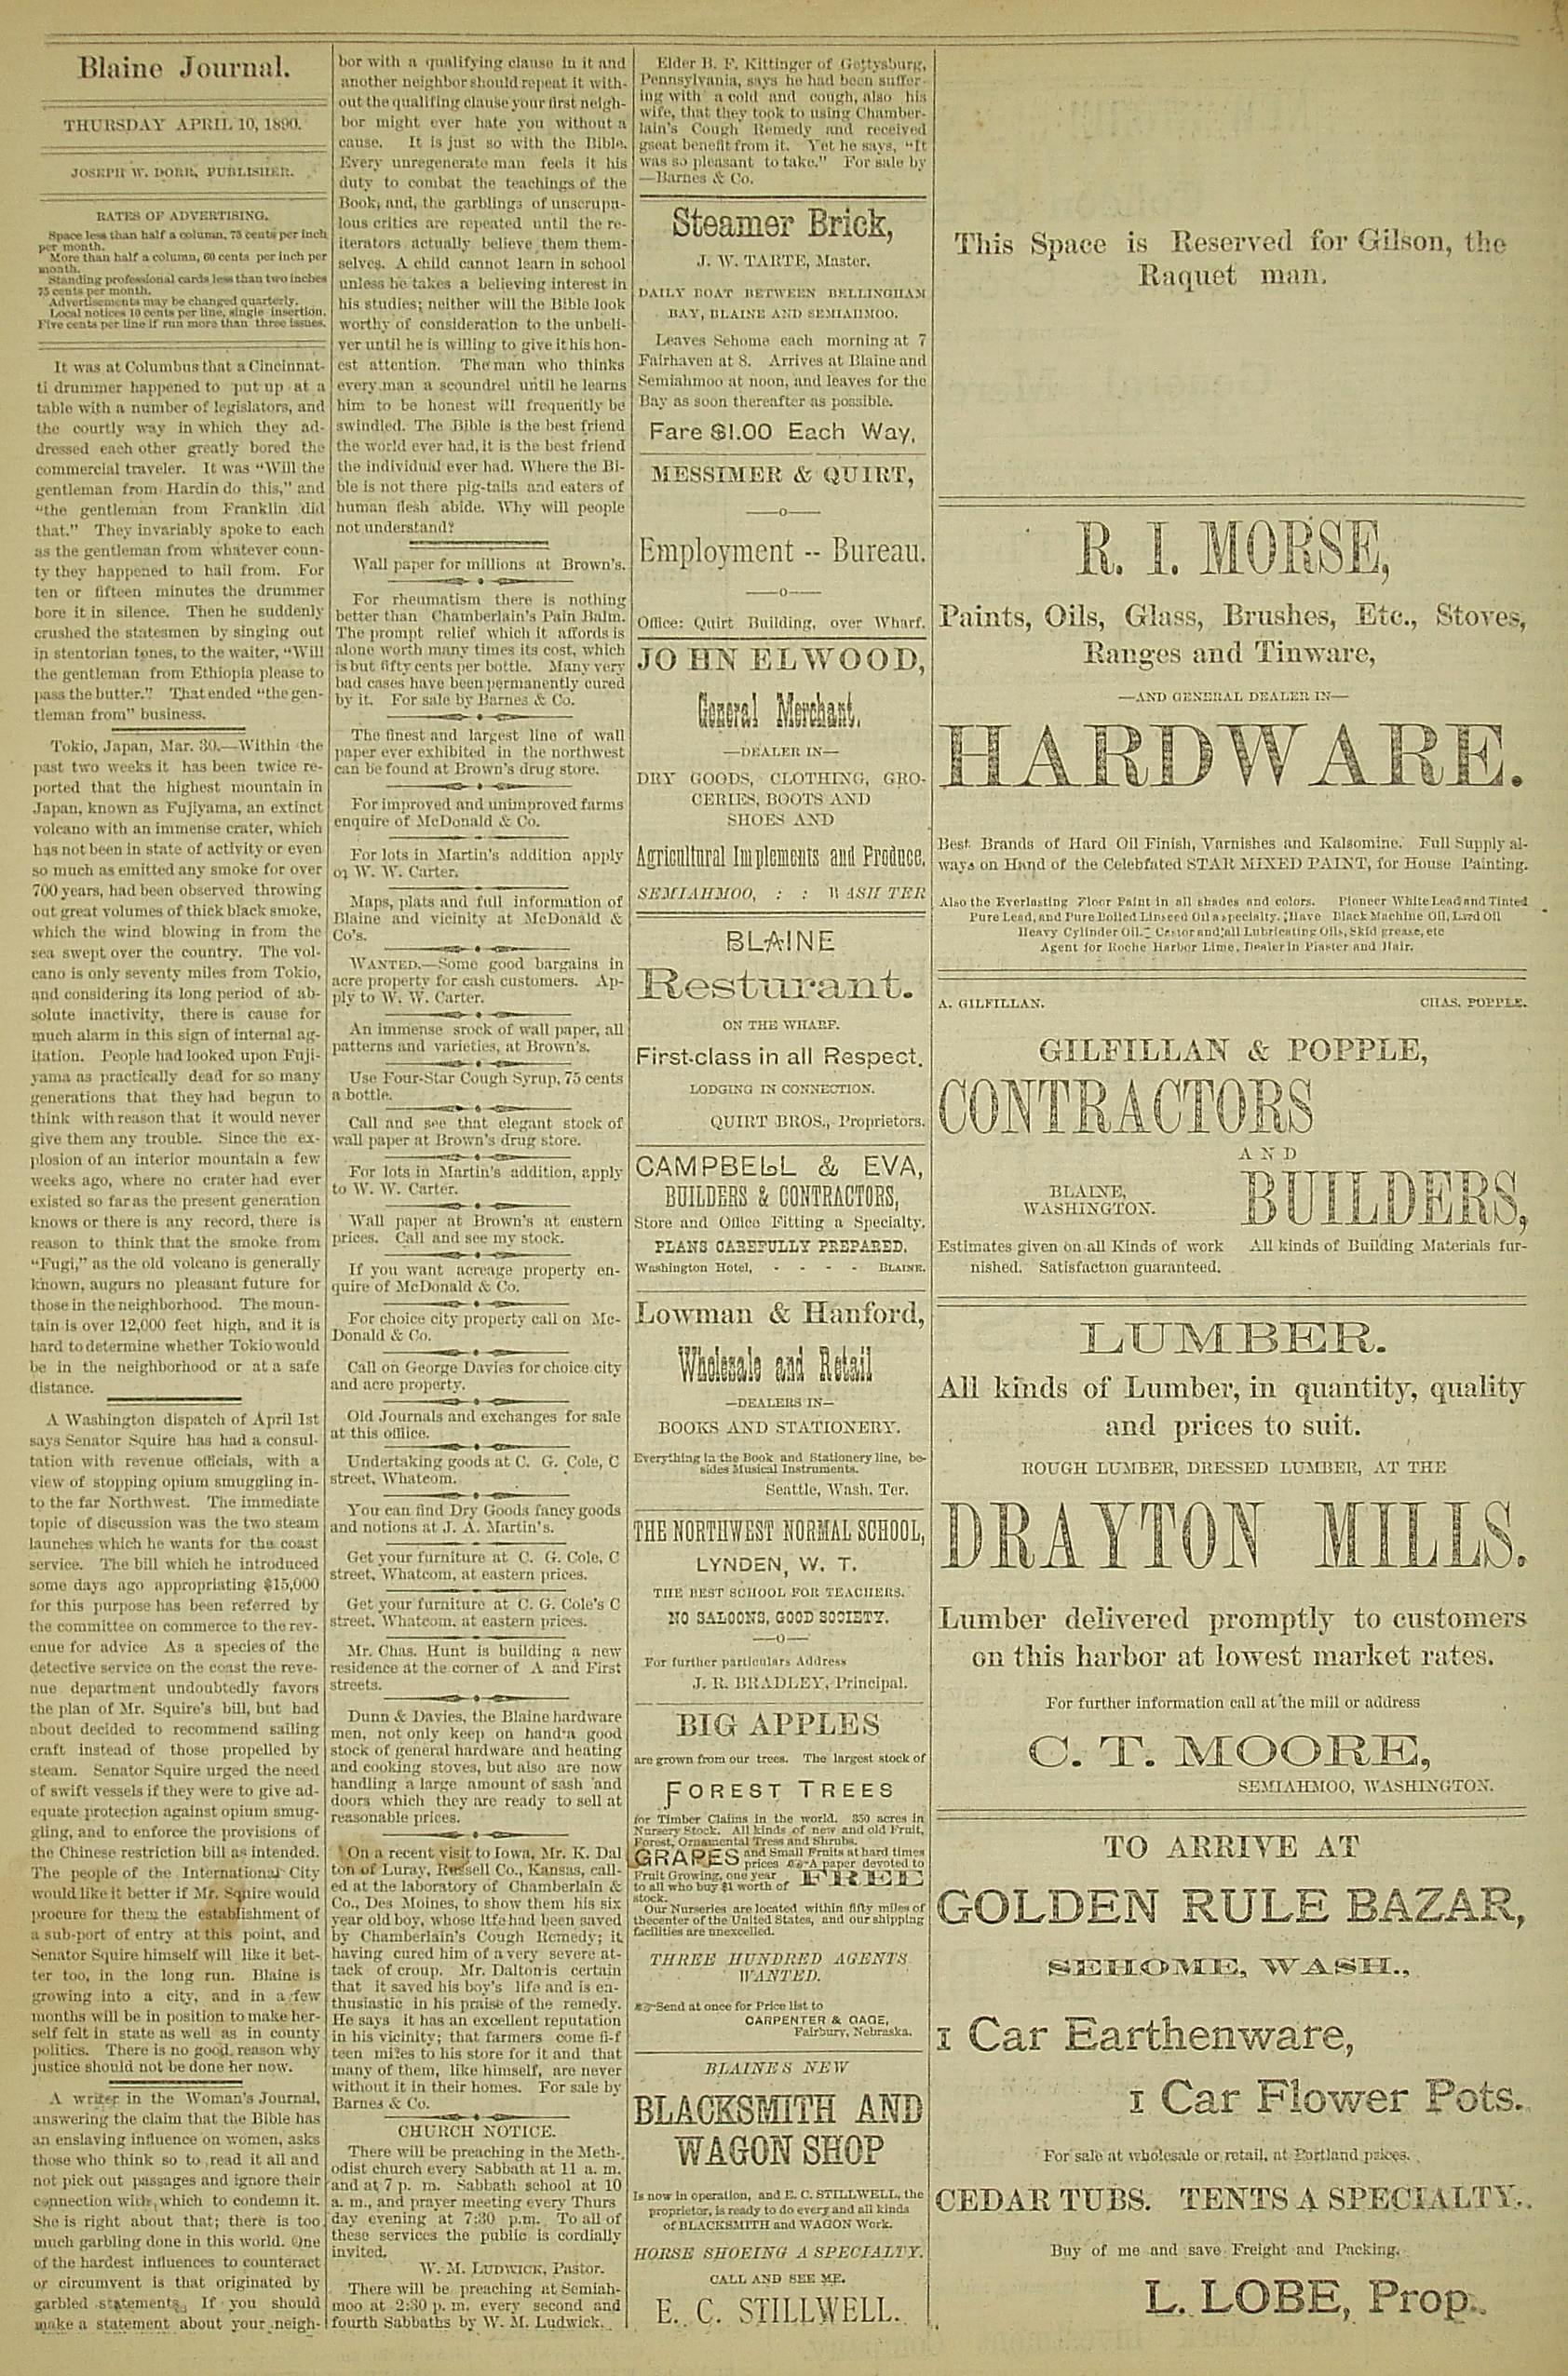 Blaine Journal.
THURSDAY APRIL 10, 1890.
JOSEPH W. DORR, PUBLISHER.
RATES OF ADVERTISING.
Space less than half a column, 75 cents per inch
per month.
More than half a column, 60 cents per inch per
month.
Standing professional cards less than two inches
75 cents per month.
Advertisements may be changed quarterly.
Local notices 10 cents per line, single insertion.
Five cents per line if run more than three issues.
It was at Columbus that a Cincinnat-
ti drummer happened to put up at a
table with a number of legislators, and
the courtly way in which they ad-
dressed each other greatly bored the
commercial traveler. It was "Will the
gentleman from Hardin do this," and
"the gentleman from Franklin did
that." They invariably spoke to each
as the gentleman from whatever coun-
ty they happened to hail from. For
ten or fifteen minutes the drummer
bore it in silence. Then he suddenly
crushed the statesmen by singing out
in stentorian tones, to the waiter, "Will
the gentleman from Ethiopia please to
pass the butter." That ended "the gen-
tleman from" business.
Tokio, Japan, Mar. 30.—Within the
past two weeks it has been twice re-
ported that the highest mountain in
Japan, known as Fujiyama, an extinct
volcano with an immense crater, which
has not been in state of activity or even
so much as emitted any smoke for over
700 years, had been observed throwing
out great volumes of thick black smoke,
which the wind blowing in from the
sea swept over the country. The vol-
cano is only seventy miles from Tokio,
and considering its long period of ab-
solute inactivity, there is cause for
much alarm in this sign of internal ag-
itation. People had looked upon Fuji-
yama as practically dead for so many
generations that they had begun to
think with reason that it would never
give them any trouble. Since the ex-
plosion of an interior mountain a few
weeks ago, where no crater had ever
existed so far as the present generation
knows or there is any record, there is
reason to think that the smoke from
"Fugi," as the old volcano is generally
known, augurs no pleasant future for
those in the neighborhood. The moun-
tain is over 12,000 feet high, and it is
hard to determine whether Tokio would
be in the neighborhood or at a safe
distance.
A Washington dispatch of April 1st
says Senator Squire has had a consul-
tation with revenue officials, with a
view of stopping opium smuggling in-
to the far Northwest. The immediate
topic of discussion was the two steam
launches which he wants for the coast
service. The bill which he introduced
some days ago appropriating $15,000
for this purpose has been referred by
the committee on commerce to the rev-
enue for advice As a species of the
detective service on the coast the reve-
nue department undoubtedly favors
the plan of Mr. Squire's bill, but had
about decided to recommend sailing
craft instead of those propelled by
steam. Senator Squire urged the need
of swift vessels if they were to give ad-
equate protection against opium smug-
gling, and to enforce the provisions of
the Chinese restriction bill as intended.
The people of the International City
would like it better if Mr. Squire would
procure for them the establishment of
a sub-port of entry at this point, and
Senator Squire himself will like it bet-
ter too, in the long run. Blaine is
growing into a city, and in a few
months will be in position to make her-
self felt in state as well as in county
politics. There is no good reason why
justice should not be done her now.
A writer in the Woman's Journal,
answering the claim that the Bible has
an enslaving influence on women, asks
those who think so to read it all and
not pick out passages and ignore their
connection with which to condemn it.
She is right about that; there is too
much garbling done in this world. One
of the hardest influences to counteract
or circumvent is that originated by
garbled statements. If you should
make a statement about your neigh-
bor with a qualifying clause in it and
another neighbor should repeat it with-
out the qualifing clause your first neigh-
bor might ever hate you without a
cause. It is just so with the Bible.
Every unregenerate man feels it his
duty to combat the teachings of the
Book, and, the garblings of unscrupu-
lous critics are repeated until the re-
iterators actually believe them them-
selves. A child cannot learn in school
unless he takes a believing interest in
his studies; neither will the Bible look
worthy of consideration to the unbeli-
ver until he is willing to give it his hon-
est attention. The man who thinks
every man a scoundrel until he learns
him to be honest will frequently be
swindled. The Bible is the best friend
the world ever had, it is the best friend
the individual ever had. Where the Bi-
ble is not there pig-tails and eaters of
human flesh abide. Why will people
not understand?
Wall paper for millions at Brown's.
For rheumatism there is nothing
better than Chamberlain's Pain Balm.
The prompt relief which it affords is
alone worth many times its cost, which
is but fifty cents per bottle. Many very
bad cases have been permanently cured
by it. For sale by Barnes & Co.
The finest and largest line of wall
paper ever exhibited in the northwest
can be found at Brown's drug store.
For improved and unimproved farms
enquire of McDonald & Co.
For lots in Martin's addition apply
oj W. W. Carter.
Maps, plats and full information of
Blaine and vicinity at McDonald &
Co's.
WANTED.—Some good bargains in
acre property for cash customers. Ap-
ply to W. W. Carter.
An immense srock of wall paper, all
patterns and varieties, at Brown's.
Use Four-Star Cough Syrup, 75 cents
a bottle.
Call and see that elegant stock of
wall paper at Brown's drug store.
For lots in Martin's addition, apply
to W. W. Carter.
Wall paper at Brown's at eastern
prices. Call and see my stock.
If you want acreage property en-
quire of McDonald & Co.
For choice city property call on Mc-
Donald & Co.
Call on George Davies for choice city
and acre property.
Old Journals and exchanges for sale
at this office.
Undertaking goods at C. G. Cole, C
street, Whatcom.
You can find Dry Goods fancy goods
and notions at J. A. Martin's.
Get your furniture at C. G. Cole, C
street, Whatcom, at eastern prices.
Get your furniture at C. G. Cole's C
street, Whatcom, at eastern prices.
Mr. Chas. Hunt is building a new
residence at the corner of A and First
streets.
Dunn & Davies, the Blaine hardware
men, not only keep on hand a good
stock of general hardware and heating
and cooking stoves, but also are now
handling a large amount of sash and
doors which they are ready to sell at
reasonable prices.
On a recent visit to Iowa, Mr. K. Dal
ton of Luray, Russell Co., Kansas, call-
ed at the laboratory of Chamberlain &
Co., Des Moines, to show them his six
year old boy, whose life had been saved
by Chamberlain's Cough Remedy; it
having cured him of a very severe at-
tack of croup. Mr. Dalton is certain
that it saved his boy's life and is en-
thusiastic in his praise of the remedy.
He says it has an excellent reputation
in his vicinity; that farmers come fi-f
teen miles to his store for it and that
many of them, like himself, are never
without it in their homes. For sale by
Barnes & Co.
CHURCH NOTICE.
There will be preaching in the Meth-
odist church every Sabbath at 11 a. m.
and at 7 p. m. Sabbath school at 10
a. m., and prayer meeting every Thurs
day evening at 7:30 p.m. To all of
these services the public is cordially
invited.
W. M. LUDWICK, Pastor.
There will be preaching at Semiah-
moo at 2:30 p. m. every second and
fourth Sabbaths by W. M. Ludwick.
Elder B. F. Kittinger of Gettysburg,
Pennsylvania, says he had been suffer-
ing with a cold and cough, also his
wife, that they took to using Chamber-
lain's Cough Remedy and received
gseat benefit from it. Yet he says, "It
was so pleasant to take." For sale by
—Barnes & Co.
Steamer Brick,
J. W. TARTE, Master.
DAILY BOAT BETWEEN BELLINGHAM
BAY, BLAINE AND SEMIAHMOO.
Leaves Sehome each morning at 7
Fairhaven at 8. Arrives at Blaine and
Semiahmoo at noon, and leaves for the
Bay as soon thereafter as possible.
Fare $1.00 Each Way,
MESSIMER & QUIRT,
—o—
Employment -- Bureau.
—o—
Office: Quirt Building, over Wharf.
JOHN ELWOOD,
General Merchant,
—DEALER IN—
DRY GOODS, CLOTHING, GRO-
CERIES, BOOTS AND
SHOES AND
Agricultural Implements and Produce,
SEMIAHMOO, : : WASH TER
BLAINE
Resturant.
ON THE WHARF.
First-class in all Respect.
LODGING IN CONNECTION.
QUIRT BROS., Proprietors.
CAMPBELL & EVA,
BUILDERS & CONTRACTORS,
Store and Office Fitting a Specialty.
PLANS CAREFULLY PREPARED.
Washington Hotel, - - - - BLAINE.
Lowman & Hanford,
Wholesale and Retail
—DEALERS IN—
BOOKS AND STATIONERY.
Everything in the Book and Stationery line, be-
sides Musical Instruments.
Seattle, Wash. Ter.
THE NORTHWEST NORMAL SCHOOL,
LYNDEN, W. T.
THE BEST SCHOOL FOR TEACHERS.
NO SALOONS, GOOD SOCIETY.
—o—
For further particulars Address
J. R. BRADLEY, Principal.
BIG APPLES
are grown from our trees. The largest stock of
FOREST TREES
for Timber Claims in the world. 350 acres in
Nursery Stock. All kinds of new and old Fruit,
Forest, Ornamental Tress and Shrubs.
GRAPES and Small Fruits at hard times
prices A paper devoted to
Fruit Growing, one year FREE
to all who buy $1 worth of
stock.
Our Nurseries are located within fifty miles of
thecenter of the United States, and our shipping
facilities are unexcelled.
THREE HUNDRED AGENTS
WANTED.
Send at once for Price list to
CARPENTER & GAGE,
Fairbury, Nebraska.
BLAINES NEW
BLACKSMITH AND
WAGON SHOP
Is now in operation, and E. C. STILLWELL, the
proprietor, is ready to do every and all kinds
of BLACKSMITH and WAGON Work.
HORSE SHOEING A SPECIALTY.
CALL AND SEE ME.
E. C. STILLWELL.
This Space is Reserved for Gilson, the
Raquet man.
R. I. MORSE,
Paints, Oils, Glass, Brushes, Etc., Stoves,
Ranges and Tinware,
—AND GENERAL DEALER IN—
HARDWARE.
Best Brands of Hard Oil Finish, Varnishes and Kalsomine. Full Supply al-
ways on Hand of the Celebfated STAR MIXED PAINT, for House Painting.
Also the Everlasting Floor Paint in all shades and colors. Pioneer White Lead and Tinted
Pure Lead, and Pure Boiled Linseed Oil a specialty. Have Black Machine Oil, Lard Oil
Heavy Cylinder Oil. Castor and all Lubricating Oils, Skid grease, etc
Agent for Roche Harbor Lime, Dealer in Plaster and Hair.
A. GILFILLAN. CHAS. POPPLE.
GILFILLAN & POPPLE,
CONTRACTORS
AND
BLAINE,
WASHINGTON.
BUILDERS,
Estimates given on all Kinds of work All kinds of Building Materials fur-
nished. Satisfaction guaranteed.
LUMBER.
All kinds of Lumber, in quantity, quality
and prices to suit.
ROUGH LUMBER, DRESSED LUMBER, AT THE
DRAYTON MILLS.
Lumber delivered promptly to customers
on this harbor at lowest market rates.
For further information call at the mill or address
C. T. MOORE,
SEMIAHMOO, WASHINGTON.
TO ARRIVE AT
GOLDEN RULE BAZAR,
SEHOME, WASH.,
1 Car Earthenware,
1 Car Flower Pots.
For sale at wholesale or retail, at Portland prices.
CEDAR TUBS. TENTS A SPECIALTY.
Buy of me and save Freight and Packing.
L. LOBE, Prop.